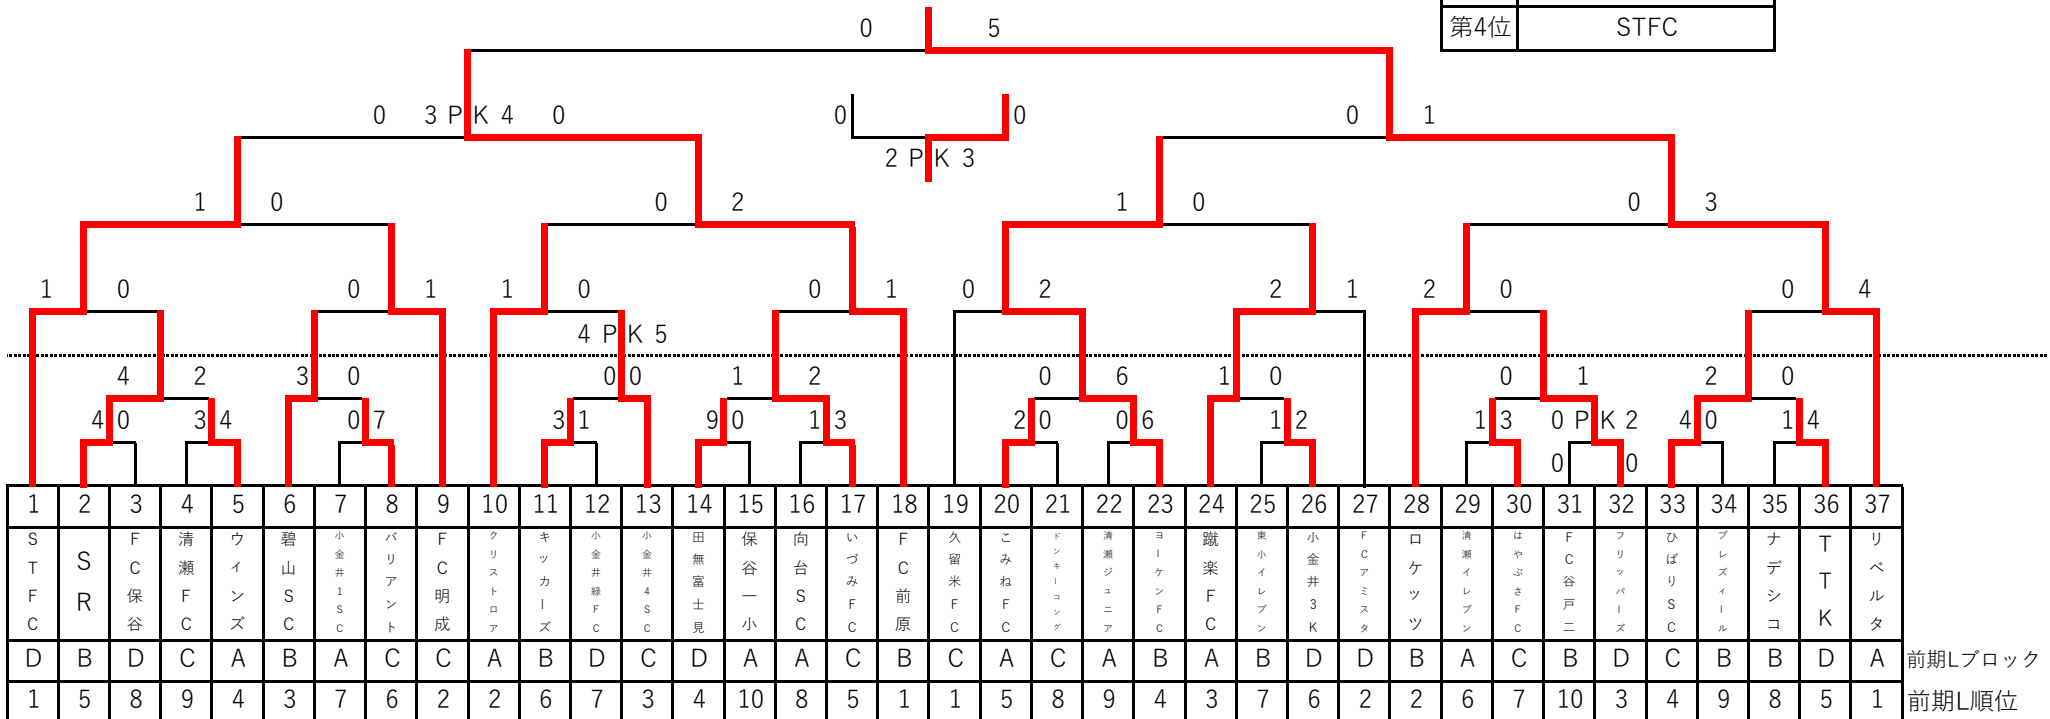 0 5
第4位 STFC
0 3 P K 4 0 0 0 0 1
2 P K 3
1 0 0 2 1 0 0 3
1 0 0 1 1 0 0 1 0 2 2 1 2 0 0 4
4 P K 5
4 2 3 0 0 0 1 2 0 6 1 0 0 1 2 0
4 0 3 4 0 7 3 1 9 0 1 3 2 0 0 6 1 2 1 3 0 P K 2 4 0 1 4
0 0
1 2 3 4 5 6 7 8 9 10 11 12 13 14 15 16 17 18 19 20 21 22 23 24 25 26 27 28 29 30 31 32 33 34 35 36 37
STFC SR FC保谷 清瀬FC ウィンズ 碧山SC 小金井1SC バリアント FC明成 クリストロア キッカーズ 小金井緑FC 小金井4SC 田無富士見 保谷一小 向台SC いづみFC FC前原 久留米FC こみねFC ドンキーコング 清瀬ジュニア ヨーケンFC 蹴楽FC 東小イレブン 小金井3K FCアミスタ ロケッツ 清瀬イレブン はやぶさFC FC谷戸二 フリッパーズ ひばりSC プレズィール ナデシコ TTK リベルタ
D B D C A B A C C A B D C D A A C B C A C A B A B D D B A C B D C B B D A 前期Lブロック
1 5 8 9 4 3 7 6 2 2 6 7 3 4 10 8 5 1 1 5 8 9 4 3 7 6 2 2 6 7 10 3 4 9 8 5 1 前期L順位